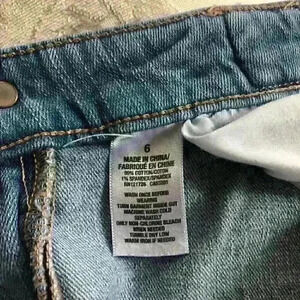 6
MADE IN CHINA/
FABRIQUÉ EN CHINE
99% COTTON/COTON
1% SPANDEX/SPANDEX
RN121726
WASH ONCE BEFORE
WEARING
TURN GARMENT INSIDE OUT
MACHINE WASH COLD
SEPARATELY
ONLY NON-CHLORINE BLEACH
WHEN NEEDED
TUMBLE DRY LOW
WARM IRON IF NEEDED